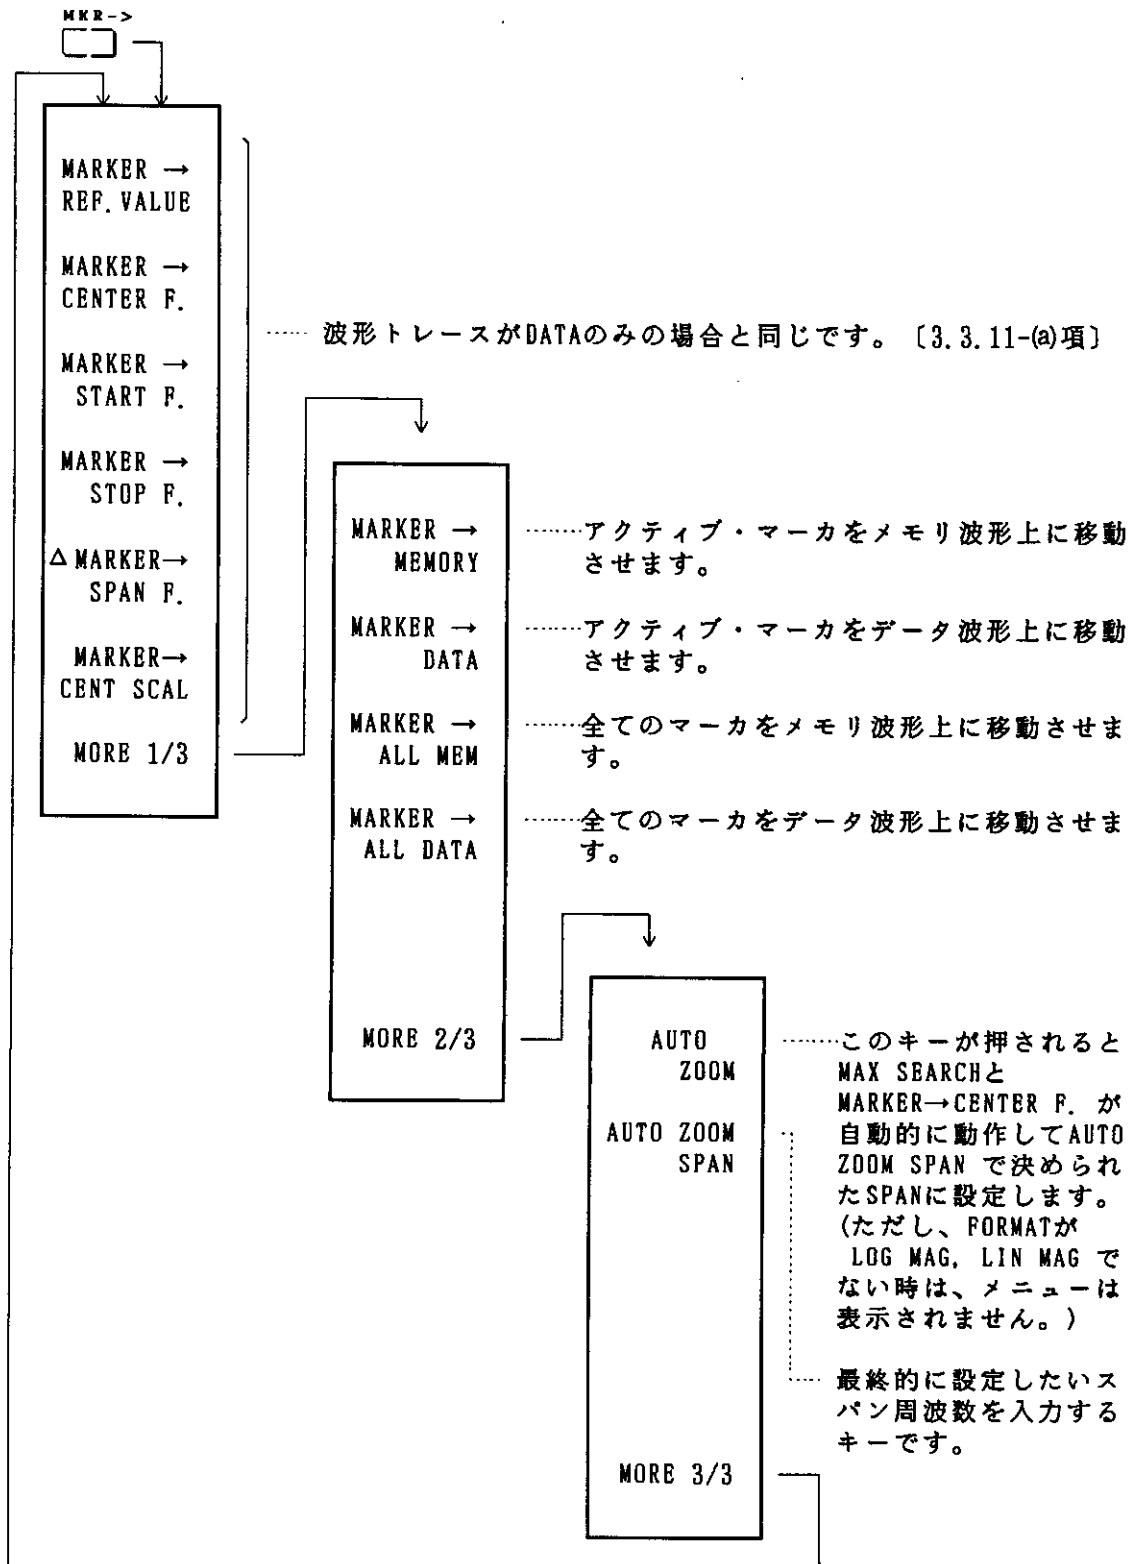 MKR->
MARKER →
REF. VALUE
MARKER →
CENTER F.
MARKER →
START F.
MARKER →
STOP F.
Δ MARKER→
SPAN F.
MARKER→
CENT SCAL
MORE 1/3
…… 波形トレースがDATAのみの場合と同じです。〔3.3.11-(a)項〕
MARKER →
MEMORY
……アクティブ・マーカをメモリ波形上に移動
させます。
MARKER →
DATA
……アクティブ・マーカをデータ波形上に移動
させます。
MARKER →
ALL MEM
……全てのマーカをメモリ波形上に移動させま
す。
MARKER →
ALL DATA
……全てのマーカをデータ波形上に移動させま
す。
MORE 2/3
AUTO
ZOOM
AUTO ZOOM
SPAN
……このキーが押されると
MAX SEARCHと
MARKER→CENTER F. が
自動的に動作してAUTO
ZOOM SPAN で決められ
たSPANに設定します。
(ただし、FORMATが
LOG MAG, LIN MAG で
ない時は、メニューは
表示されません。)
…… 最終的に設定したいス
パン周波数を入力する
キーです。
MORE 3/3